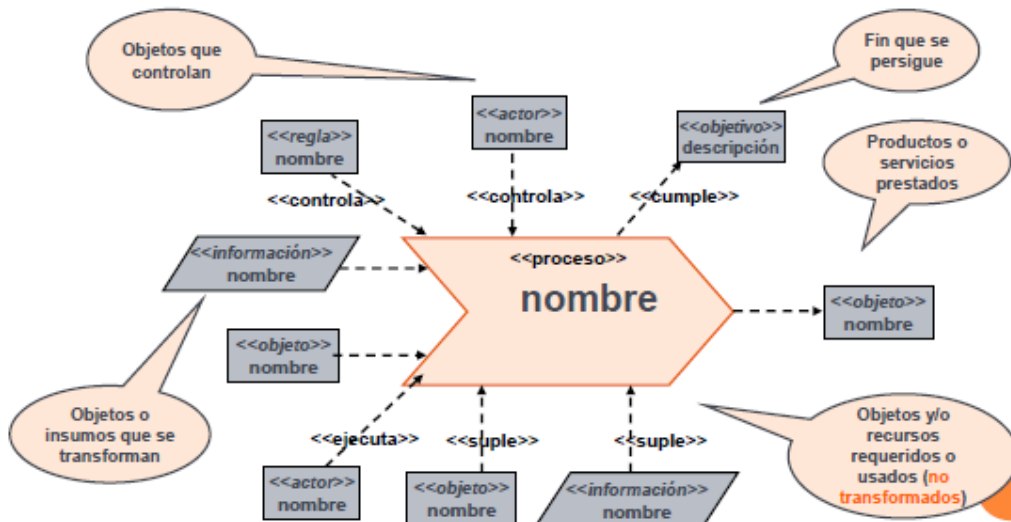 Objetos que
controlan
Fin que se
persigue
<<regla>>
nombre
<<actor>>
nombre
<<objetivo>>
descripción
Productos o
servicios
prestados
<<controla>>
<<controla>>
<<cumple>>
<<información>>
nombre
<<proceso>>
nombre
<<objeto>>
nombre
<<objeto>>
nombre
Objetos o
insumos que se
transforman
<<ejecuta>>
<<suple>>
<<suple>>
Objetos y/o
recursos
requeridos o
usados (no
transformados)
<<actor>>
nombre
<<objeto>>
nombre
<<información>>
nombre